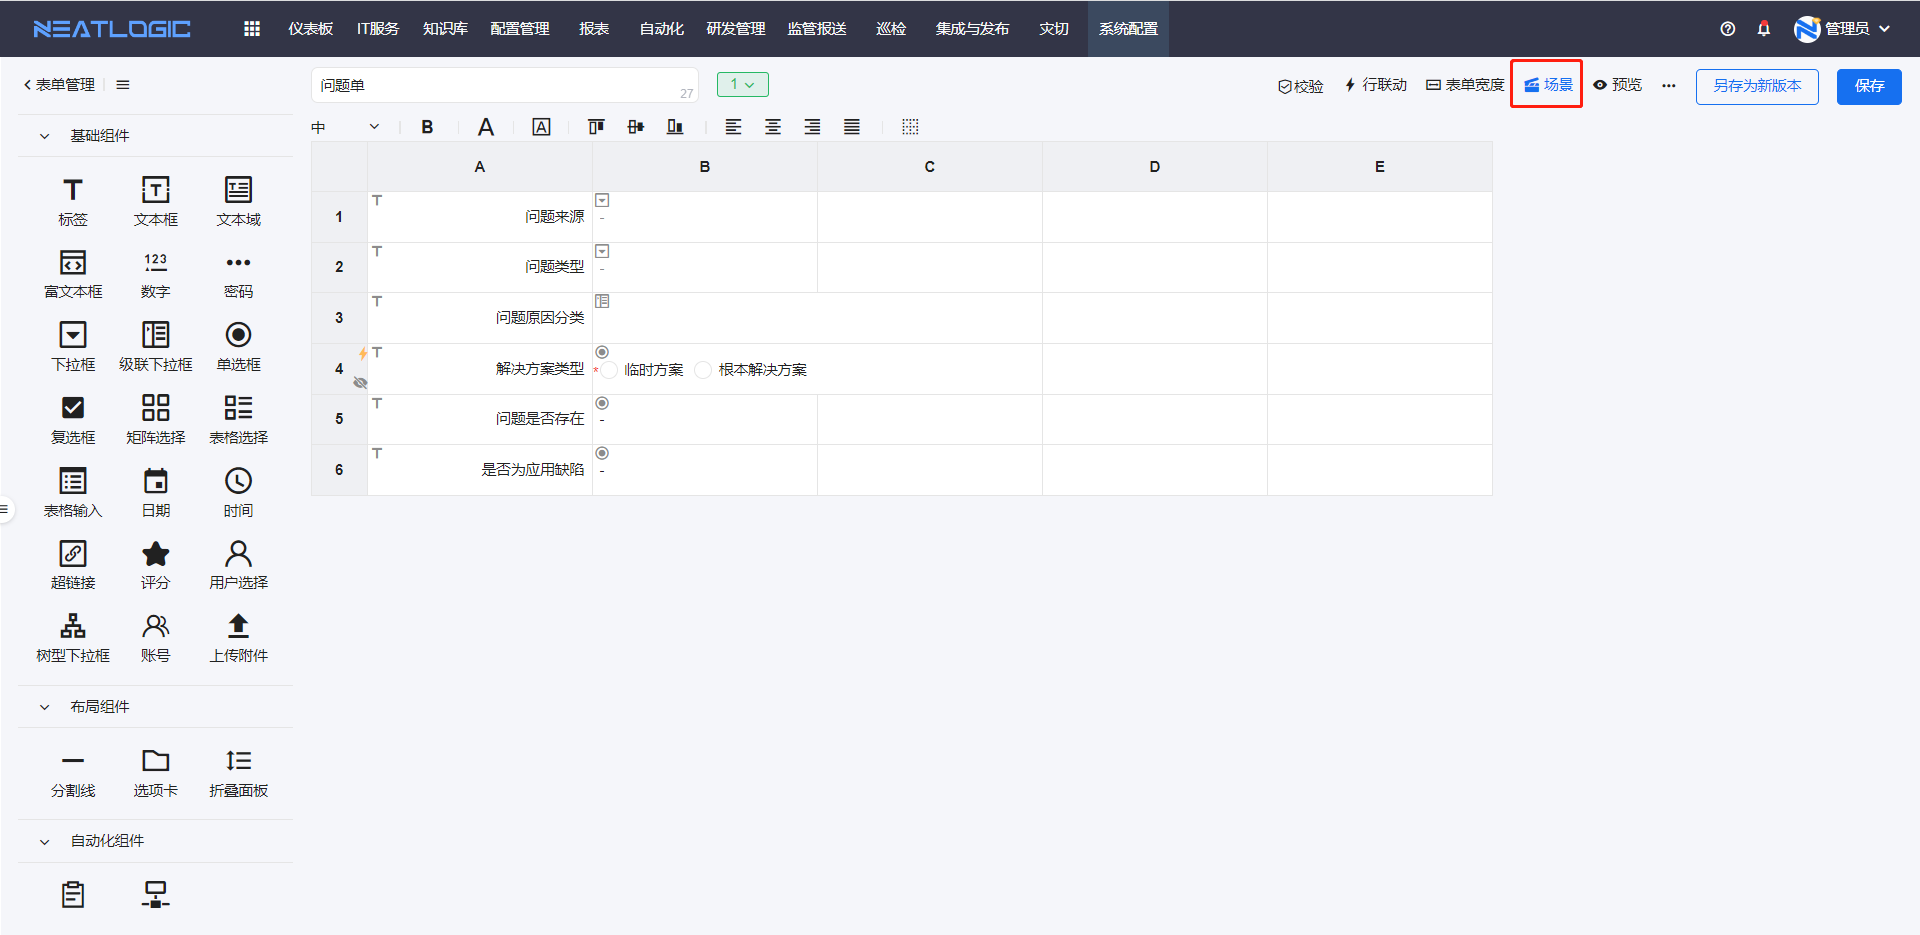 NEATLOGIC 仪表板 IT服务 知识库 配置管理 报表 自动化 研发管理 监管报送 巡检 集成与发布 灾切 系统配置 管理员
表单管理
问题单 27
1
校验 行联动 表单宽度 场景 预览 ... 另存为新版本 保存
中 B A A
基础组件
标签 文本框 文本域
富文本框 数字 密码
下拉框 级联下拉框 单选框
复选框 矩阵选择 表格选择
表格输入 日期 时间
超链接 评分 用户选择
树型下拉框 账号 上传附件
布局组件
分割线 选项卡 折叠面板
自动化组件
A B C D E
1 问题来源 -
2 问题类型 -
3 问题原因分类
4 解决方案类型 * 临时方案 根本解决方案
5 问题是否存在 -
6 是否为应用缺陷 -